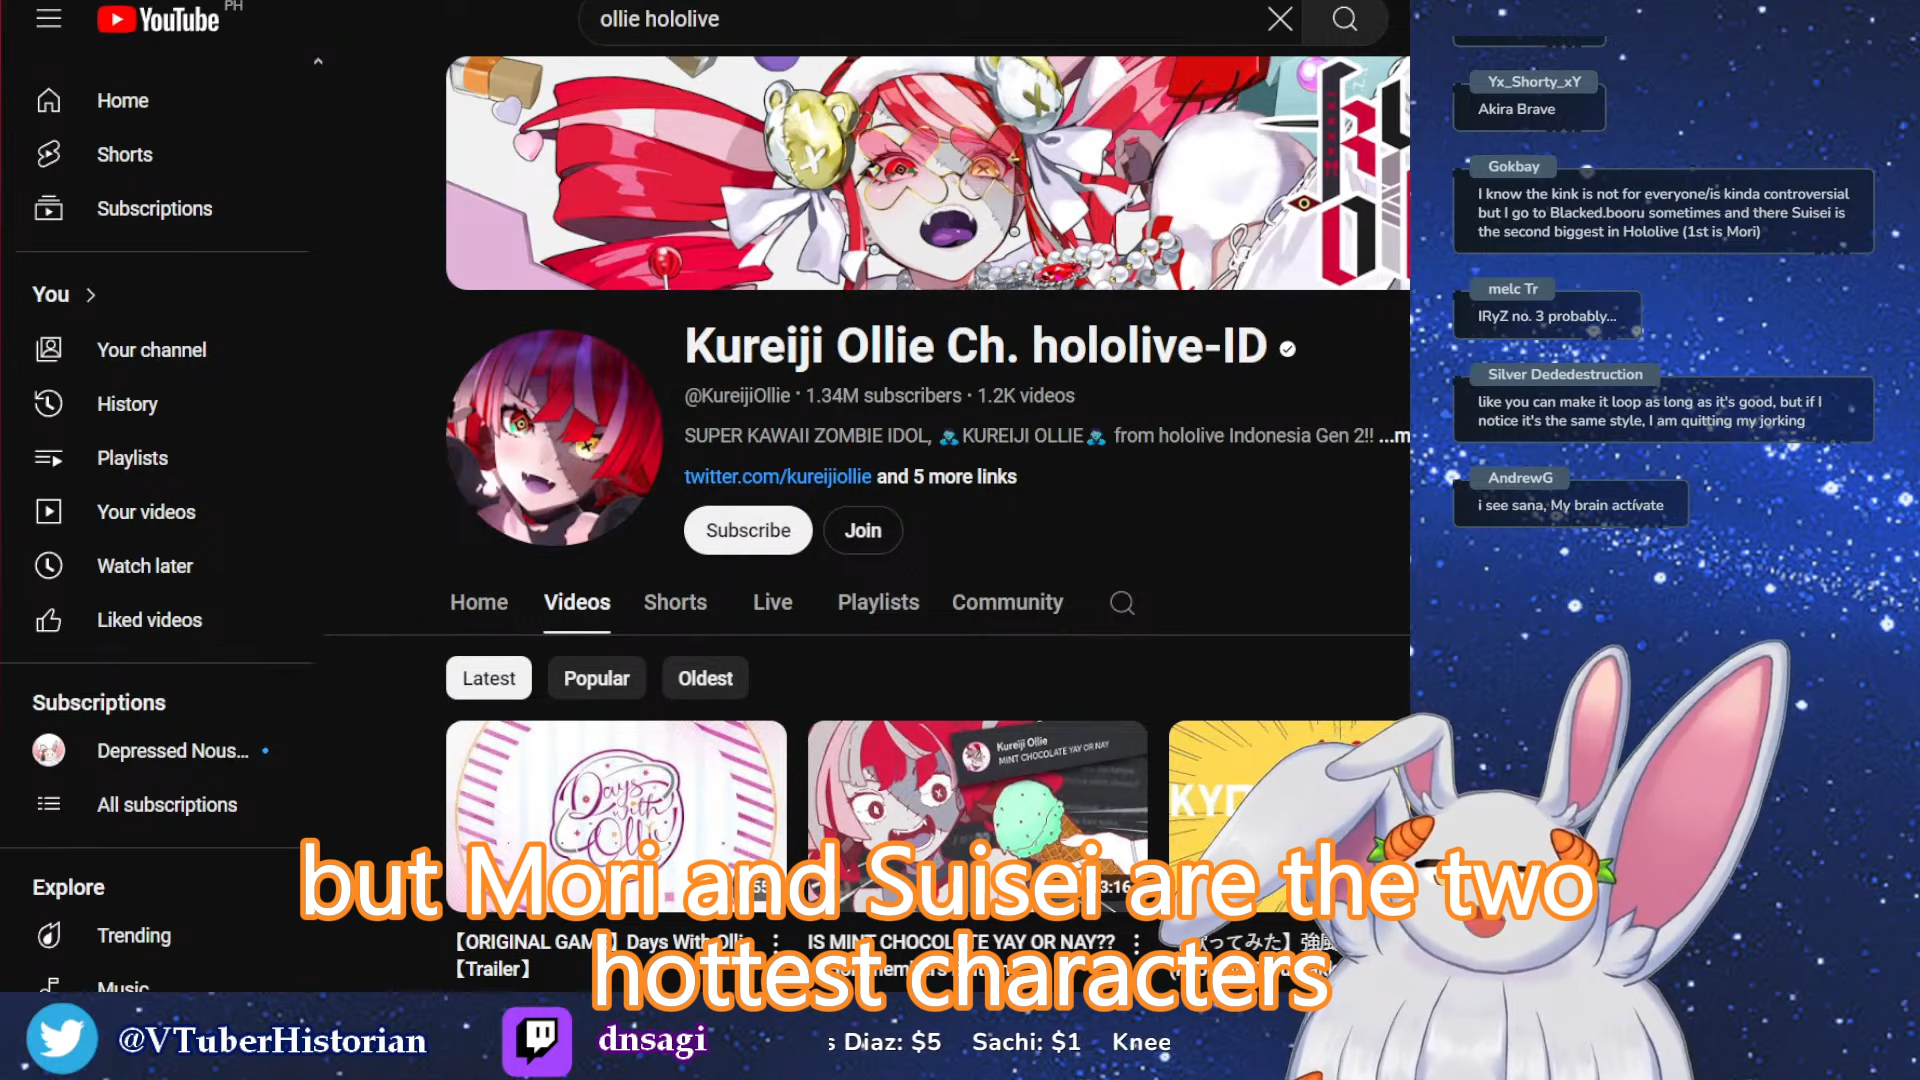 YouTube PH
ollie hololive
Home
Shorts
Subscriptions
You
Your channel
History
Playlists
Your videos
Watch later
Liked videos
Subscriptions
Depressed Nous...
All subscriptions
Explore
Trending
Music
Kureiji Ollie Ch. hololive-ID
@KureijiOllie · 1.34M subscribers · 1.2K videos
SUPER KAWAII ZOMBIE IDOL, 🧟KUREIJI OLLIE🧟 from hololive Indonesia Gen 2!! ...m
twitter.com/kureijiollie and 5 more links
Subscribe
Join
Home
Videos
Shorts
Live
Playlists
Community
Latest
Popular
Oldest
Days
with
Ollie
Kureiji Ollie
MINT CHOCOLATE YAY OR NAY
3:16
【ORIGINAL GAME】Days With Ollie
【Trailer】
IS MINT CHOCOLATE YAY OR NAY??
Yx_Shorty_xY
Akira Brave
Gokbay
I know the kink is not for everyone/is kinda controversial
but I go to Blacked.booru sometimes and there Suisei is
the second biggest in Hololive (1st is Mori)
melc Tr
IRyZ no. 3 probably...
Silver Dededestruction
like you can make it loop as long as it's good, but if I
notice it's the same style, I am quitting my jorking
AndrewG
i see sana, My brain activate
but Mori and Suisei are the two
hottest characters
@VTuberHistorian
dnsagi
s Diaz: $5 Sachi: $1 Knee